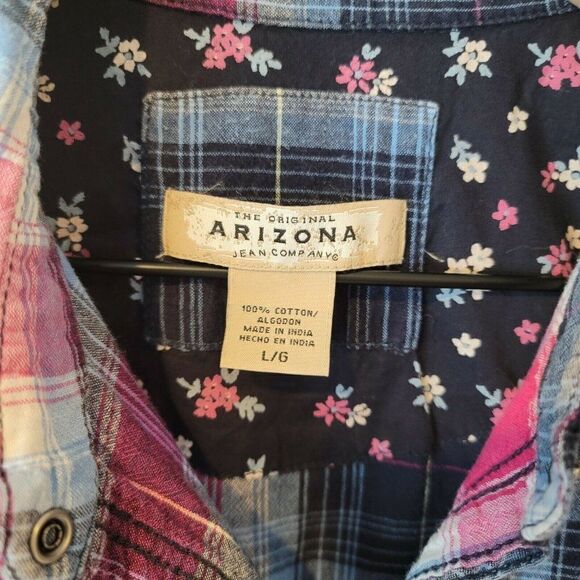 THE ORIGINAL
ARIZONA
JEAN COMPANY®
100% COTTON/
ALGODON
MADE IN INDIA
HECHO EN INDIA
L/G